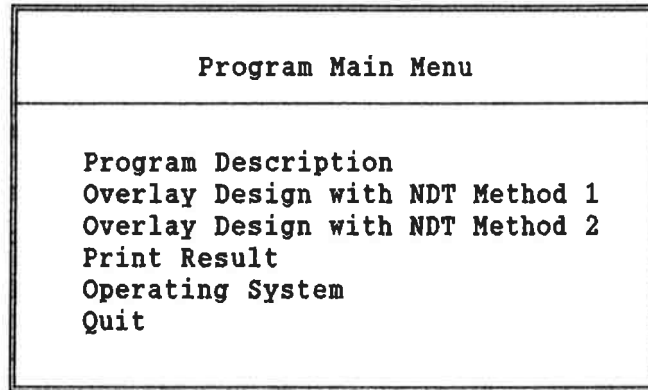 Program Main Menu
Program Description
Overlay Design with NDT Method 1
Overlay Design with NDT Method 2
Print Result
Operating System
Quit